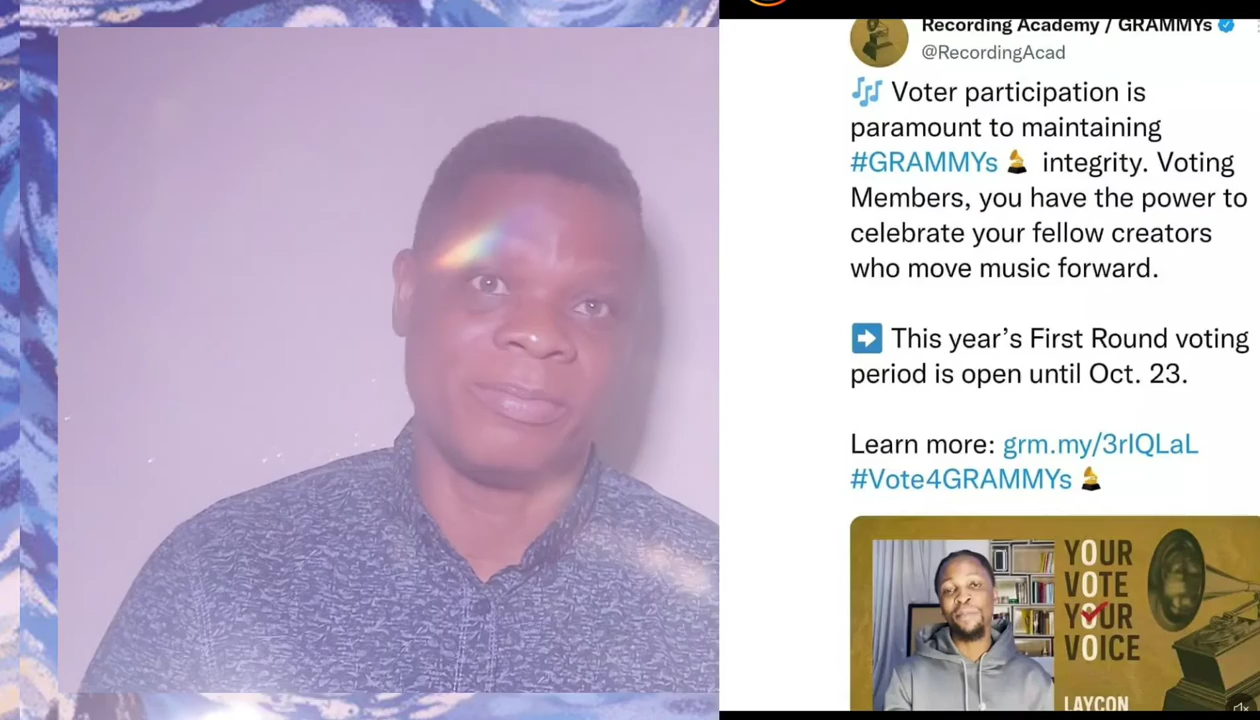 Recording Academy / GRAMMYs
@RecordingAcad
🎶 Voter participation is
paramount to maintaining
#GRAMMYs integrity. Voting
Members, you have the power to
celebrate your fellow creators
who move music forward.
➡️ This year's First Round voting
period is open until Oct. 23.
Learn more: grm.my/3rIQLaL
#Vote4GRAMMYs
YOUR
VOTE
YOUR
VOICE
LAYCON